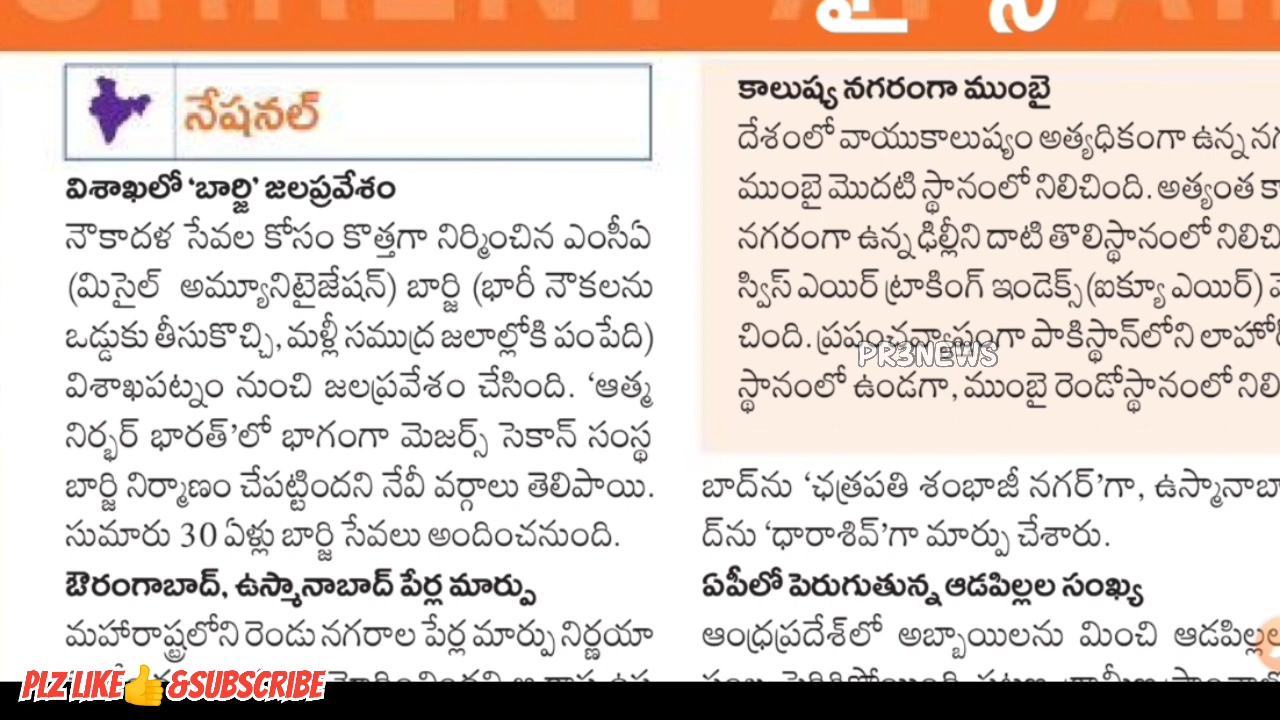 నేషనల్
విశాఖలో ‘బార్జి’ జలప్రవేశం
నౌకాదళ సేవల కోసం కొత్తగా నిర్మించిన ఎంసీఏ
(మిసైల్ అమ్యూనిటైజేషన్) బార్జి (భారీ నౌకలను
ఒడ్డుకు తీసుకొచ్చి, మళ్లీ సముద్ర జలాల్లోకి పంపేది)
విశాఖపట్నం నుంచి జలప్రవేశం చేసింది. ‘ఆత్మ
నిర్భర్ భారత్’లో భాగంగా మెజర్స్ సెకాన్ సంస్థ
బార్జి నిర్మాణం చేపట్టిందని నేవీ వర్గాలు తెలిపాయి.
సుమారు 30 ఏళ్లు బార్జి సేవలు అందించనుంది.
ఔరంగాబాద్, ఉస్మానాబాద్ పేర్ల మార్పు
మహారాష్ట్రలోని రెండు నగరాల పేర్ల మార్పు నిర్ణయా
కాలుష్య నగరంగా ముంబై
దేశంలో వాయుకాలుష్యం అత్యధికంగా ఉన్న
ముంబై మొదటి స్థానంలో నిలిచింది. అత్యంత
నగరంగా ఉన్న ఢిల్లీని దాటి తొలిస్థానంలో
స్విస్ ఎయిర్ ట్రాకింగ్ ఇండెక్స్ (ఐక్యూ ఎయిర్)
చింది. ప్రపంచవ్యాప్తంగా పాకిస్థాన్‌లోని
స్థానంలో ఉండగా, ముంబై రెండోస్థానంలో
బాద్‌ను ‘ఛత్రపతి శంభాజీ నగర్’గా, ఉస్మానాబా
ద్‌ను ‘ధారాశివ్’గా మార్పు చేశారు.
ఏపీలో పెరుగుతున్న ఆడపిల్లల సంఖ్య
ఆంధ్రప్రదేశ్‌లో అబ్బాయిలను మించి ఆడపిల్లల
PR3NEWS
PLZ LIKE👍&SUBSCRIBE